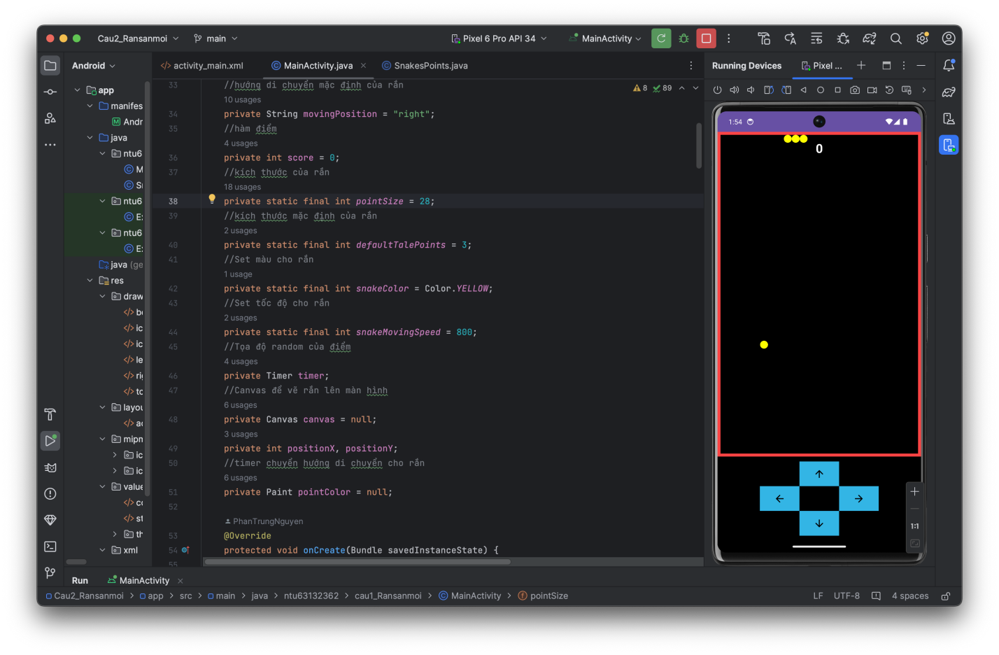 Cau2_Ransanmoi
main
Pixel 6 Pro API 34
MainActivity
Android
activity_main.xml
MainActivity.java
SnakesPoints.java
Running Devices
Pixel ...
app
manifes
Andr
java
ntu6
M
Sr
ntu6
E
ntu6
E
java (ge
res
draw
be
ic
ic
le
ri
to
layou
ac
mipn
ic
ic
value
co
st
th
xml
8 89
33 //hướng di chuyển mặc định của rắn
10 usages
34 private String movingPosition = "right";
35 //hàm điểm
4 usages
36 private int score = 0;
37 //kích thước của rắn
18 usages
38 private static final int pointSize = 28;
39 //kích thước mặc định của rắn
2 usages
40 private static final int defaultTalePoints = 3;
41 //Set màu cho rắn
1 usage
42 private static final int snakeColor = Color.YELLOW;
43 //Set tốc độ cho rắn
2 usages
44 private static final int snakeMovingSpeed = 800;
45 //Tọa độ random của điểm
4 usages
46 private Timer timer;
47 //Canvas để vẽ rắn lên màn hình
6 usages
48 private Canvas canvas = null;
3 usages
49 private int positionX, positionY;
50 //timer chuyển hướng di chuyển cho rắn
6 usages
51 private Paint pointColor = null;
52
PhanTrungNguyen
53 @Override
54 protected void onCreate(Bundle savedInstanceState) {
55
1:54
0
1:1
Run
MainActivity
Cau2_Ransanmoi > app > src > main > java > ntu63132362 > cau1_Ransanmoi > MainActivity > pointSize
LF UTF-8 4 spaces